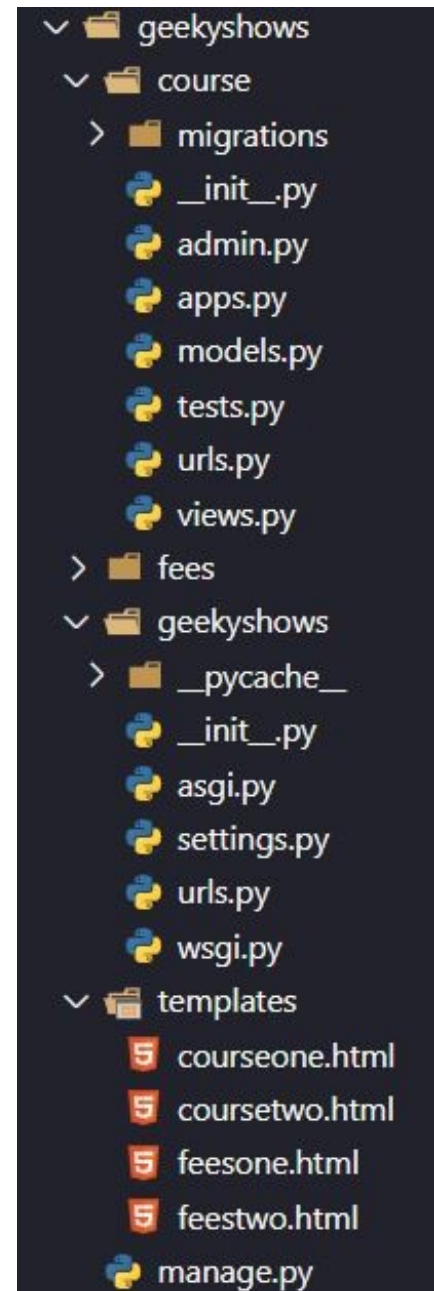 geekyshows
course
migrations
__init__.py
admin.py
apps.py
models.py
tests.py
urls.py
views.py
fees
geekyshows
__pycache__
__init__.py
asgi.py
settings.py
urls.py
wsgi.py
templates
courseone.html
coursetwo.html
feesone.html
feestwo.html
manage.py